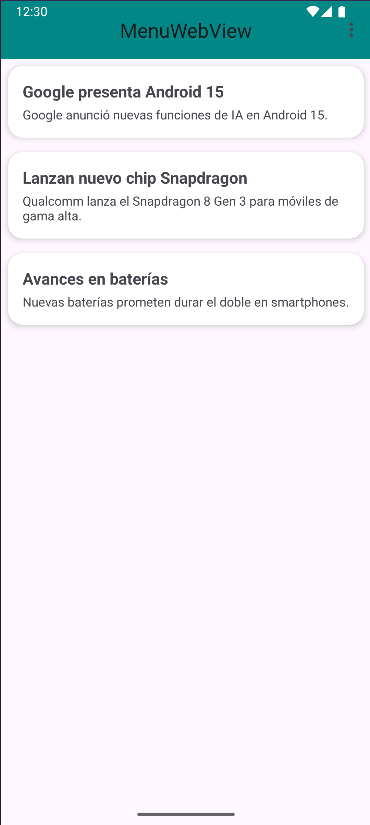 12:30
MenuWebView
Google presenta Android 15
Google anunció nuevas funciones de IA en Android 15.
Lanzan nuevo chip Snapdragon
Qualcomm lanza el Snapdragon 8 Gen 3 para móviles de
gama alta.
Avances en baterías
Nuevas baterías prometen durar el doble en smartphones.